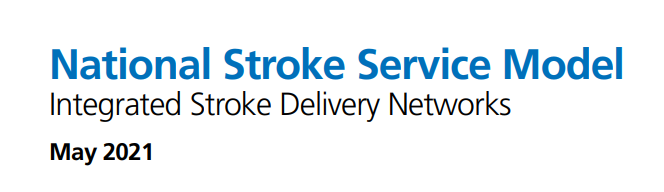 National Stroke Service Model
Integrated Stroke Delivery Networks
May 2021